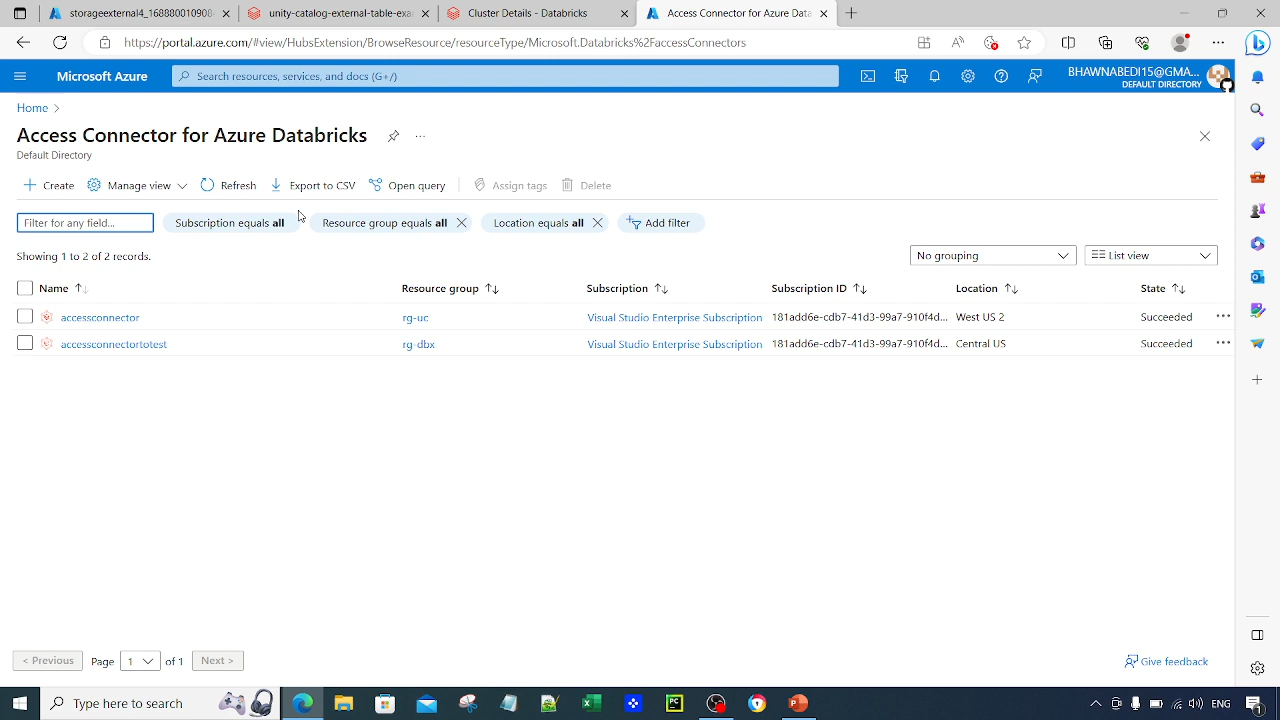 storageexternal4_168880010908
unity-catalog-external-table-exa
Cluster Details - Databricks
Access Connector for Azure Data
https://portal.azure.com/#view/HubsExtension/BrowseResource/resourceType/Microsoft.Databricks%2FaccessConnectors
Microsoft Azure
Search resources, services, and docs (G+/)
BHAWNABEDI15@GMA...
DEFAULT DIRECTORY
Home >
Access Connector for Azure Databricks
...
Default Directory
Create
Manage view
Refresh
Export to CSV
Open query
Assign tags
Delete
Filter for any field...
Subscription equals all
Resource group equals all
Location equals all
Add filter
Showing 1 to 2 of 2 records.
No grouping
List view
Name
Resource group
Subscription
Subscription ID
Location
State
accessconnector
rg-uc
Visual Studio Enterprise Subscription
181add6e-cdb7-41d3-99a7-910f4d...
West US 2
Succeeded
accessconnectortotest
rg-dbx
Visual Studio Enterprise Subscription
181add6e-cdb7-41d3-99a7-910f4d...
Central US
Succeeded
< Previous
Page
1
of 1
Next >
Give feedback
Type here to search
PC
ENG